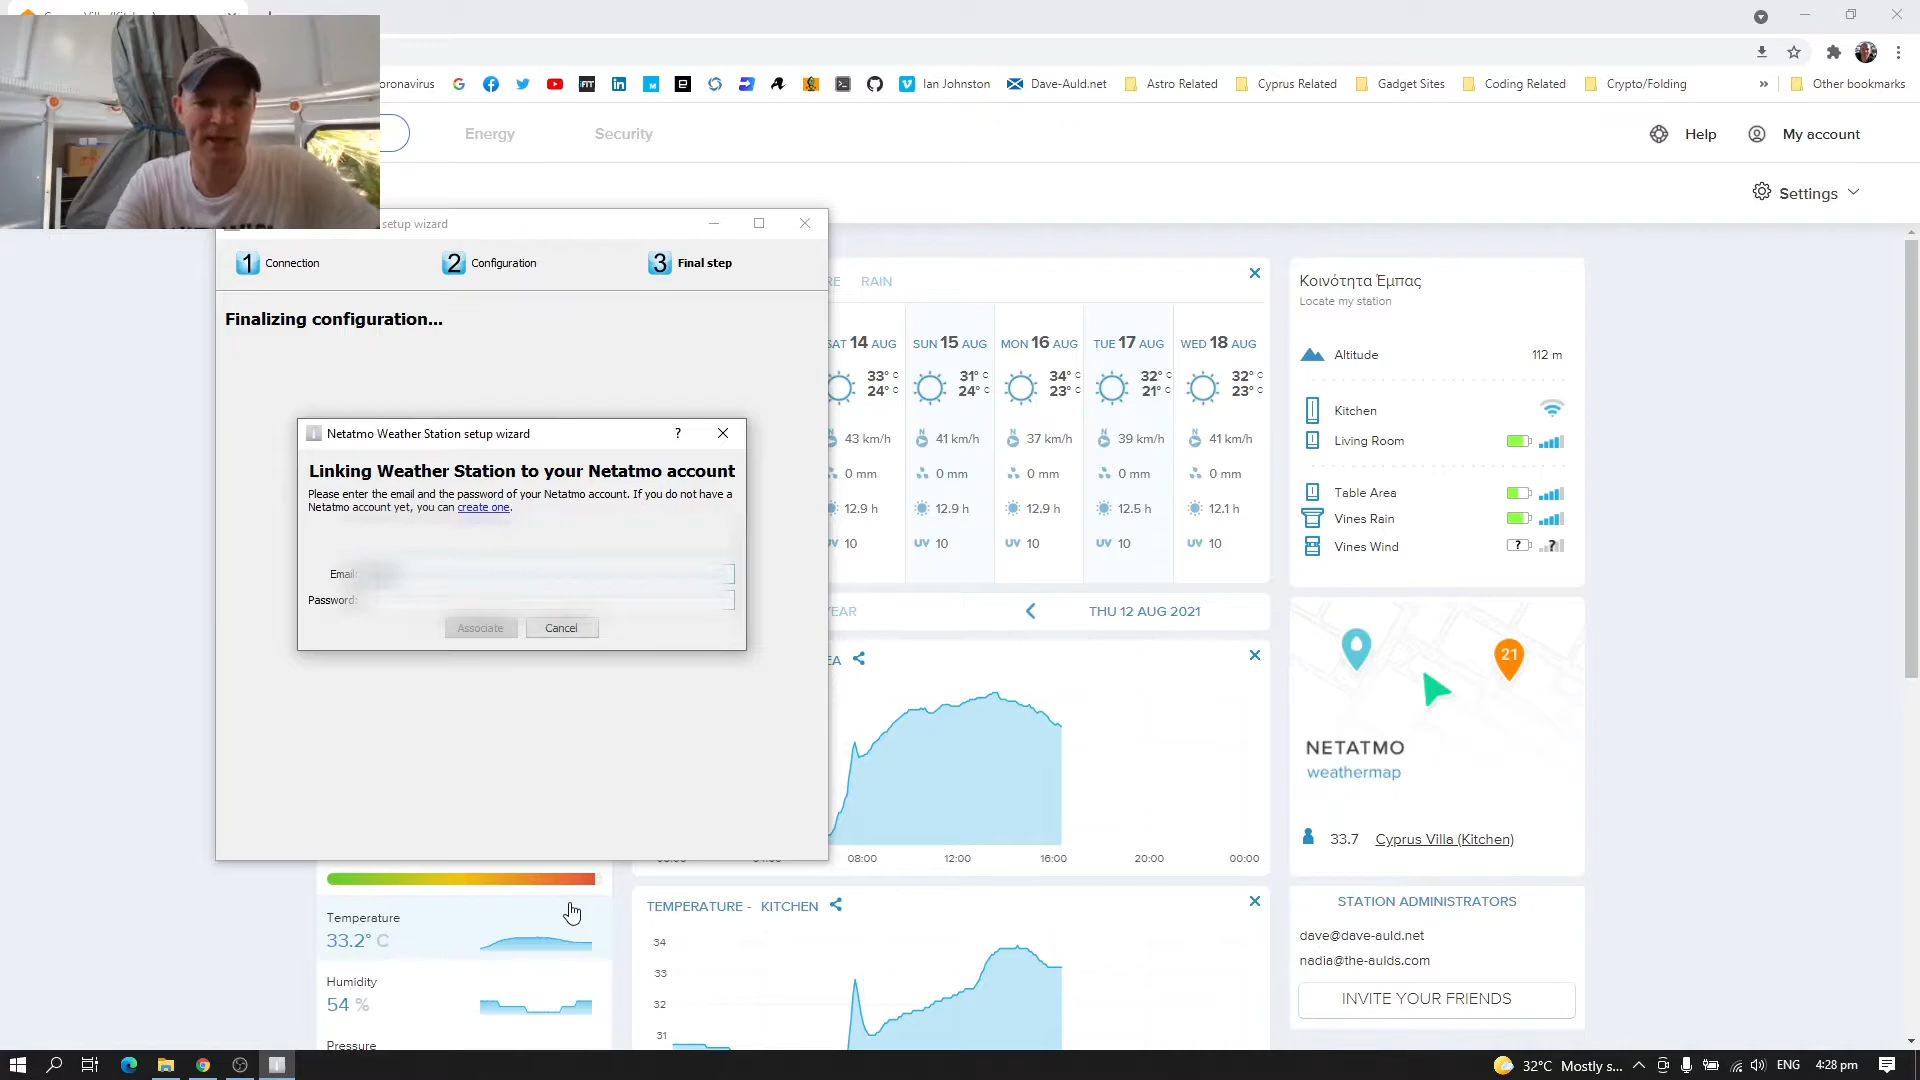 oronavirus
Ian Johnston
Dave-Auld.net
Astro Related
Cyprus Related
Gadget Sites
Coding Related
Crypto/Folding
»
Other bookmarks
Energy
Security
Help
My account
Settings
setup wizard
1 Connection
2 Configuration
3 Final step
Finalizing configuration...
Netatmo Weather Station setup wizard
?
Linking Weather Station to your Netatmo account
Please enter the email and the password of your Netatmo account. If you do not have a
Netatmo account yet, you can create one.
Email:
Password:
Associate
Cancel
RE RAIN
SAT 14 AUG
SUN 15 AUG
MON 16 AUG
TUE 17 AUG
WED 18 AUG
33° C
24° C
31° C
24° C
34° C
23° C
32° C
21° C
32° C
23° C
43 km/h
41 km/h
37 km/h
39 km/h
41 km/h
0 mm
0 mm
0 mm
0 mm
0 mm
12.9 h
12.9 h
12.9 h
12.5 h
12.1 h
UV 10
UV 10
UV 10
UV 10
UV 10
YEAR
THU 12 AUG 2021
EA
08:00
12:00
16:00
20:00
00:00
TEMPERATURE - KITCHEN
34
33
32
31
Temperature
33.2° C
Humidity
54 %
Pressure
Κοινότητα Έμπας
Locate my station
Altitude
112 m
Kitchen
Living Room
Table Area
Vines Rain
Vines Wind
?
?
21
NETATMO
weathermap
33.7 Cyprus Villa (Kitchen)
STATION ADMINISTRATORS
dave@dave-auld.net
nadia@the-aulds.com
INVITE YOUR FRIENDS
32°C Mostly s...
ENG
4:28 pm